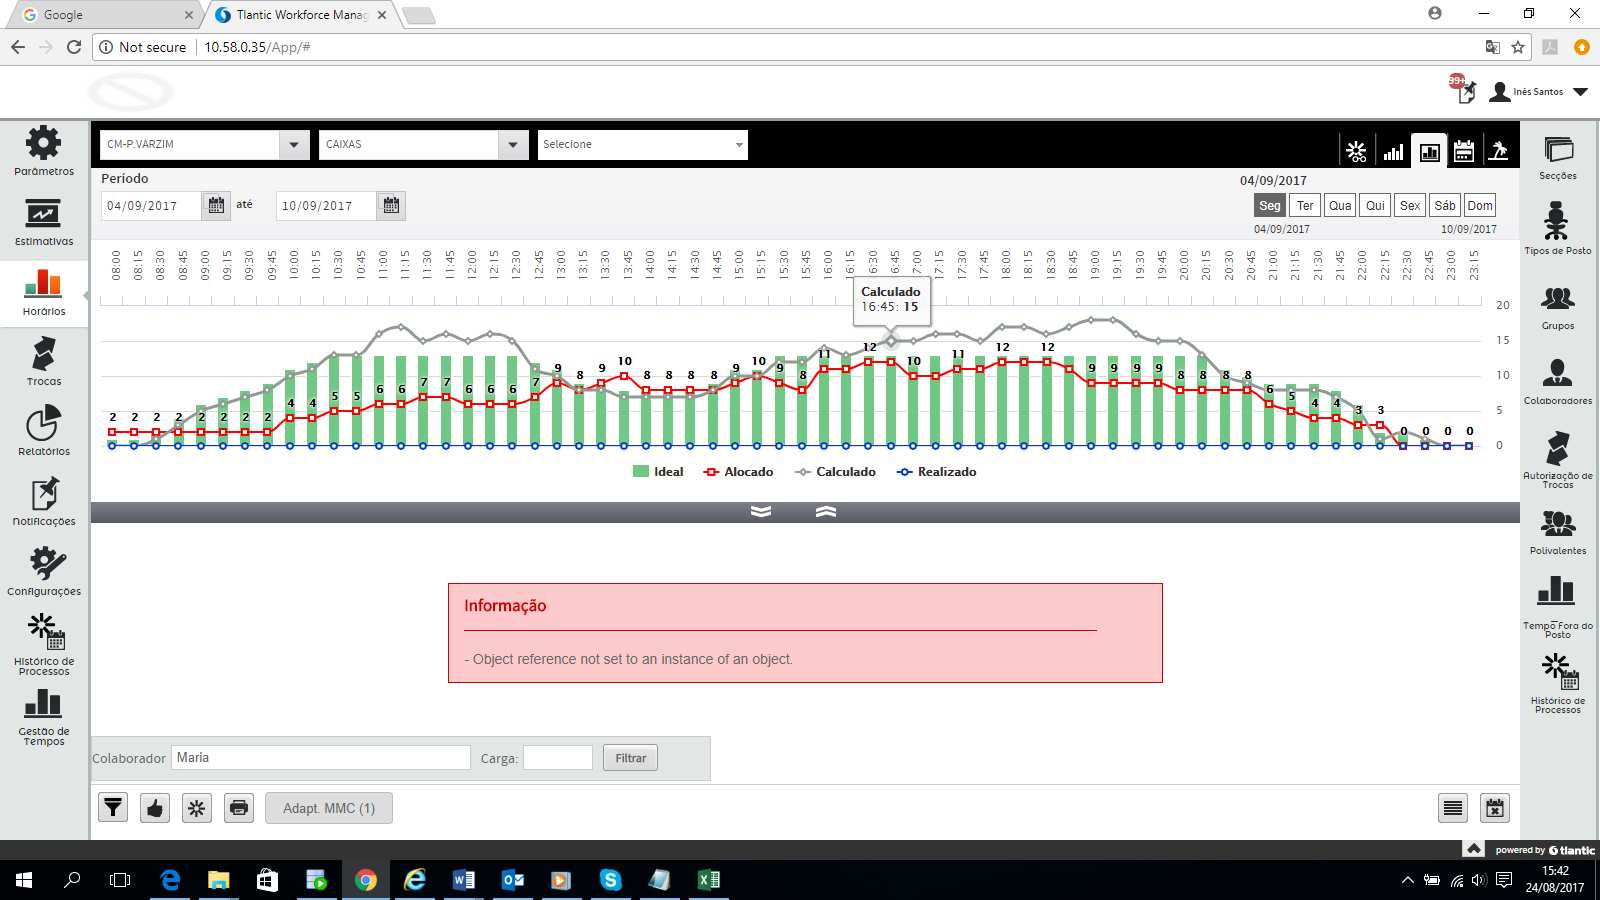 Google
Tlantic Workforce Manag
Not secure
10.58.0.35/App/#
99+
Inês Santos
Parâmetros
Estimativas
Horários
Trocas
Relatórios
Notificações
Configurações
Histórico de
Processos
Gestão de
Tempos
CM-P.VARZIM
CAIXAS
Selecione
Período
04/09/2017
até
10/09/2017
04/09/2017
Seg Ter Qua Qui Sex Sáb Dom
04/09/2017
10/09/2017
08:00 08:15 08:30 08:45 09:00 09:15 09:30 09:45 10:00 10:15 10:30 10:45 11:00 11:15 11:30 11:45 12:00 12:15 12:30 12:45 13:00 13:15 13:30 13:45 14:00 14:15 14:30 14:45 15:00 15:15 15:30 15:45 16:00 16:15 6:30 6:45 7:00 17:15 17:30 17:45 18:00 18:15 18:30 18:45 19:00 19:15 19:30 19:45 20:00 20:15 20:30 20:45 21:00 21:15 21:30 21:45 22:00 22:15 22:30 22:45 23:00 23:15
Calculado
16:45: 15
20
15
10
5
0
2 2 2 2 2 2 2 2 4 4 5 5 6 6 7 7 6 6 6 7 9 8 9 10 8 8 8 8 9 10 9 8 11 12 10 11 12 12 9 9 9 9 8 8 8 8 6 5 4 4 3 3 0 0 0 0
Ideal Alocado Calculado Realizado
Informação
- Object reference not set to an instance of an object.
Colaborador
Maria
Carga:
Filtrar
Adapt. MMC (1)
Secções
Tipos de Posto
Grupos
Colaboradores
Autorização de
Trocas
Polivalentes
Tempo Fora do
Posto
Histórico de
Processos
powered by tlantic
15:42
24/08/2017